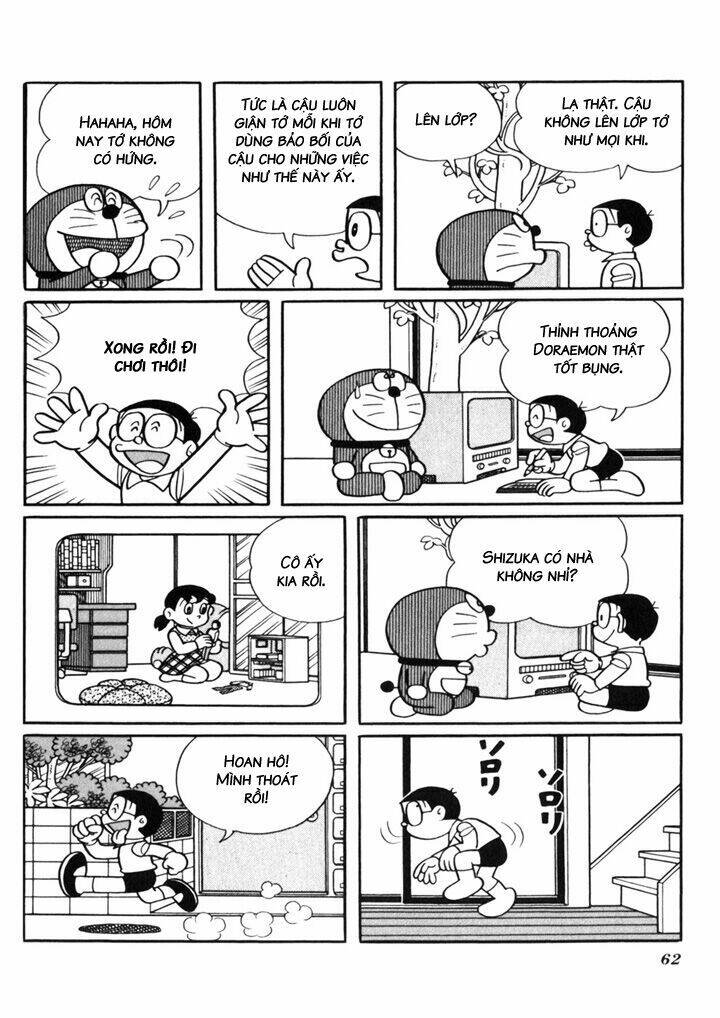 Lạ thật. Cậu
không lên lớp tớ
như mọi khi.
Lên lớp?
Tức là cậu luôn
giận tớ mỗi khi tớ
dùng bảo bối của
cậu cho những việc
như thế này ấy.
Hahaha, hôm
nay tớ không
có hứng.
Thỉnh thoảng
Doraemon thật
tốt bụng.
Xong rồi! Đi
chơi thôi!
Shizuka có nhà
không nhỉ?
Cô ấy
kia rồi.
ソロリ
ソロリ
Hoan hô!
Mình thoát
rồi!
62